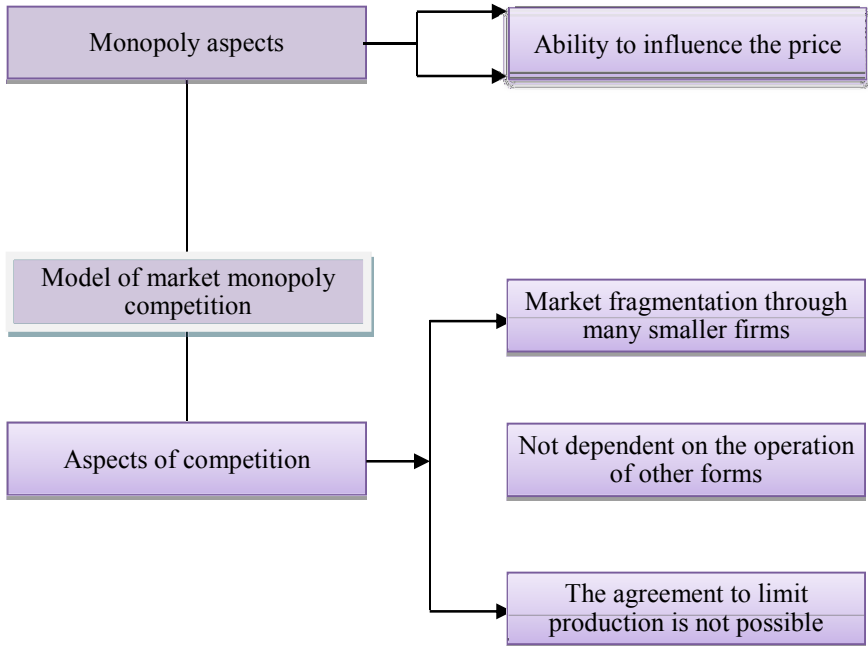 Monopoly aspects
Ability to influence the price
Model of market monopoly
competition
Market fragmentation through
many smaller firms
Aspects of competition
Not dependent on the operation
of other forms
The agreement to limit
production is not possible